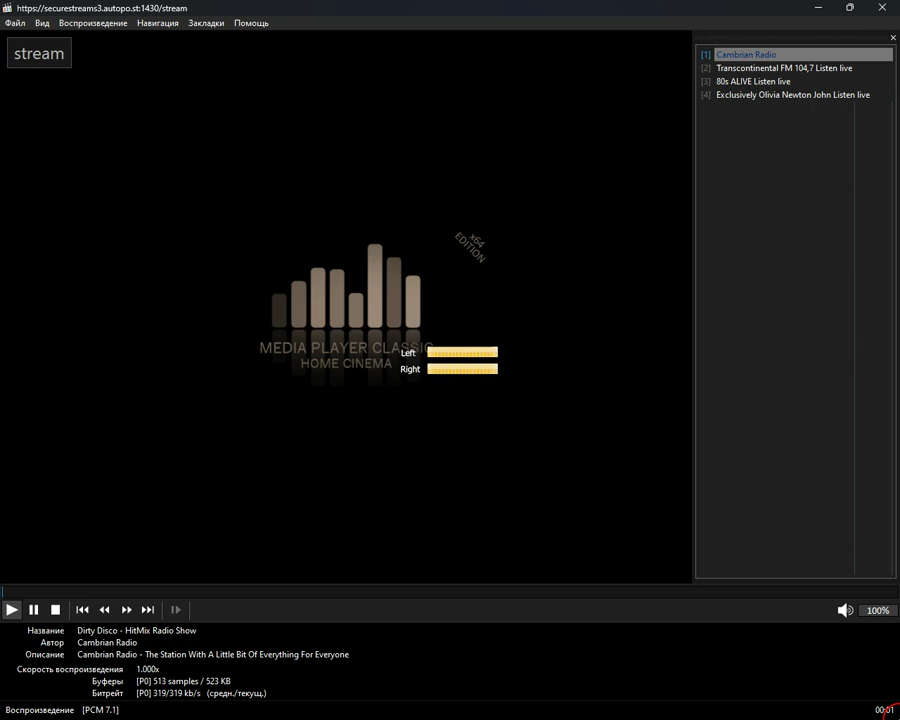 https://securestreams3.autopo.st:1430/stream
Файл Вид Воспроизведение Навигация Закладки Помощь
stream
[1] Cambrian Radio
[2] Transcontinental FM 104,7 Listen live
[3] 80s ALIVE Listen live
[4] Exclusively Olivia Newton John Listen live
x64
EDITION
MEDIA PLAYER CLASSIC
HOME CINEMA
Left
Right
100%
Название Dirty Disco - HitMix Radio Show
Автор Cambrian Radio
Описание Cambrian Radio - The Station With A Little Bit Of Everything For Everyone
Скорость воспроизведения 1.000x
Буферы [P0] 513 samples / 523 KB
Битрейт [P0] 319/319 kb/s (средн./текущ.)
Воспроизведение [PCM 7.1]
00:01